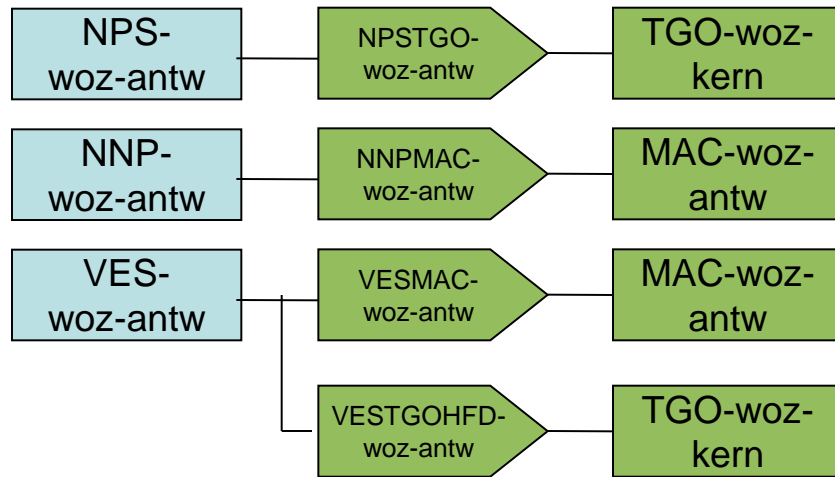 NPS-
woz-antw
NPSTGO-
woz-antw
TGO-woz-
kern
NNP-
woz-antw
NNPMAC-
woz-antw
MAC-woz-
antw
VES-
woz-antw
VESMAC-
woz-antw
MAC-woz-
antw
VESTGOHFD-
woz-antw
TGO-woz-
kern